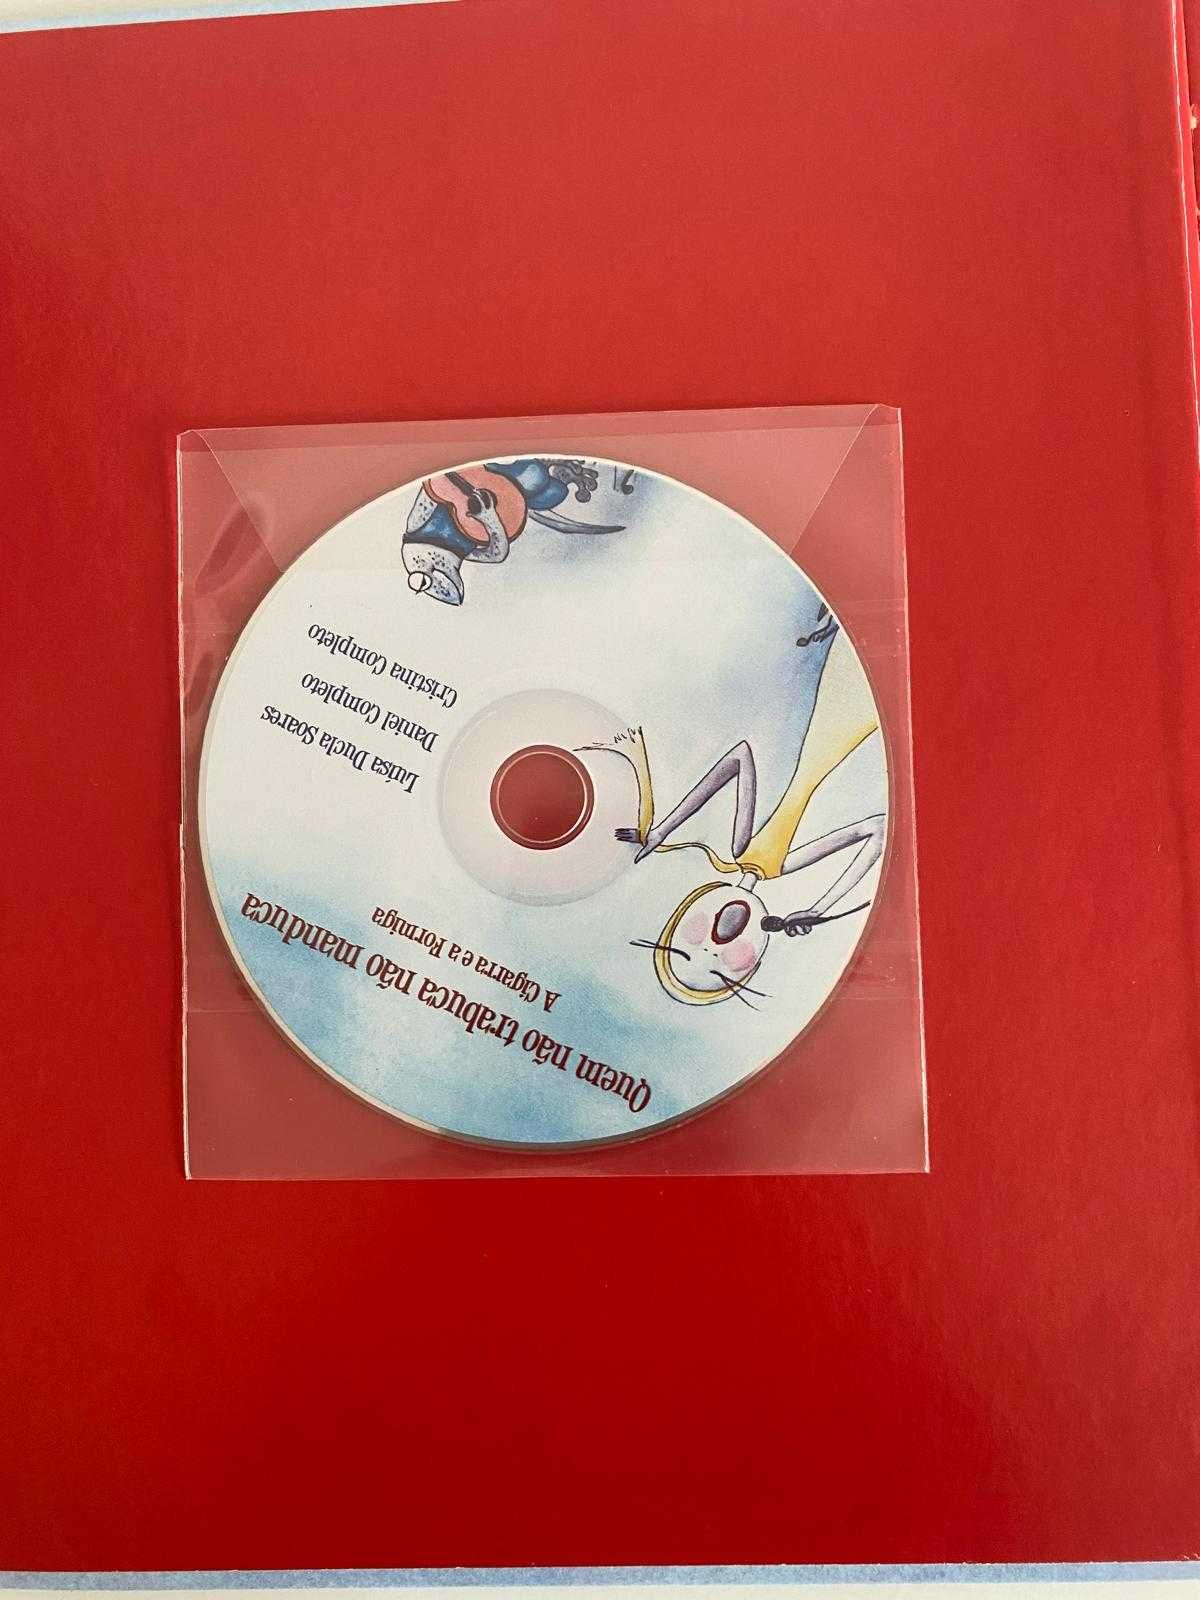 Quem não trabuca não manduca
A Cigarra e a Formiga
Luísa Ducla Soares
Daniel Completo
Cristina Completo